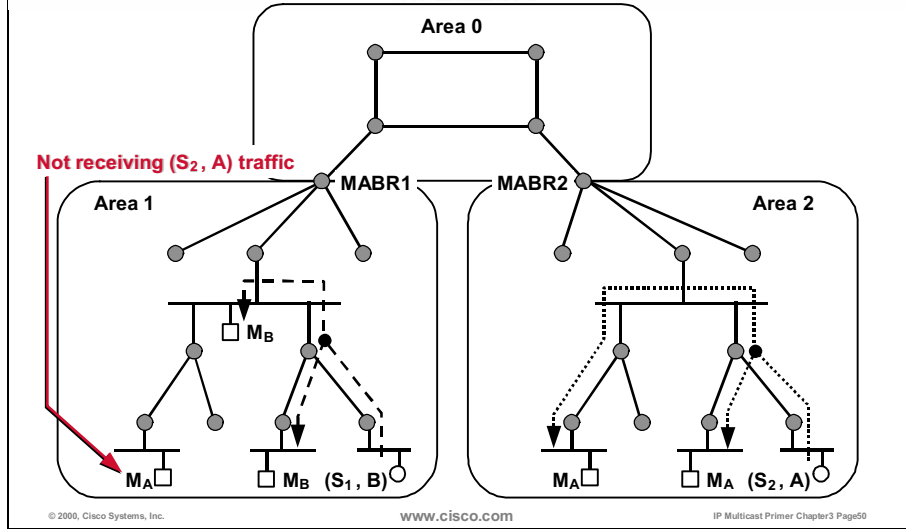 Area 0
Not receiving (S2, A) traffic
MABR1
MABR2
Area 1
Area 2
MB
MA
MB (S1, B)
MA
MA (S2, A)
© 2000, Cisco Systems, Inc.
www.cisco.com
IP Multicast Primer Chapter3 Page50